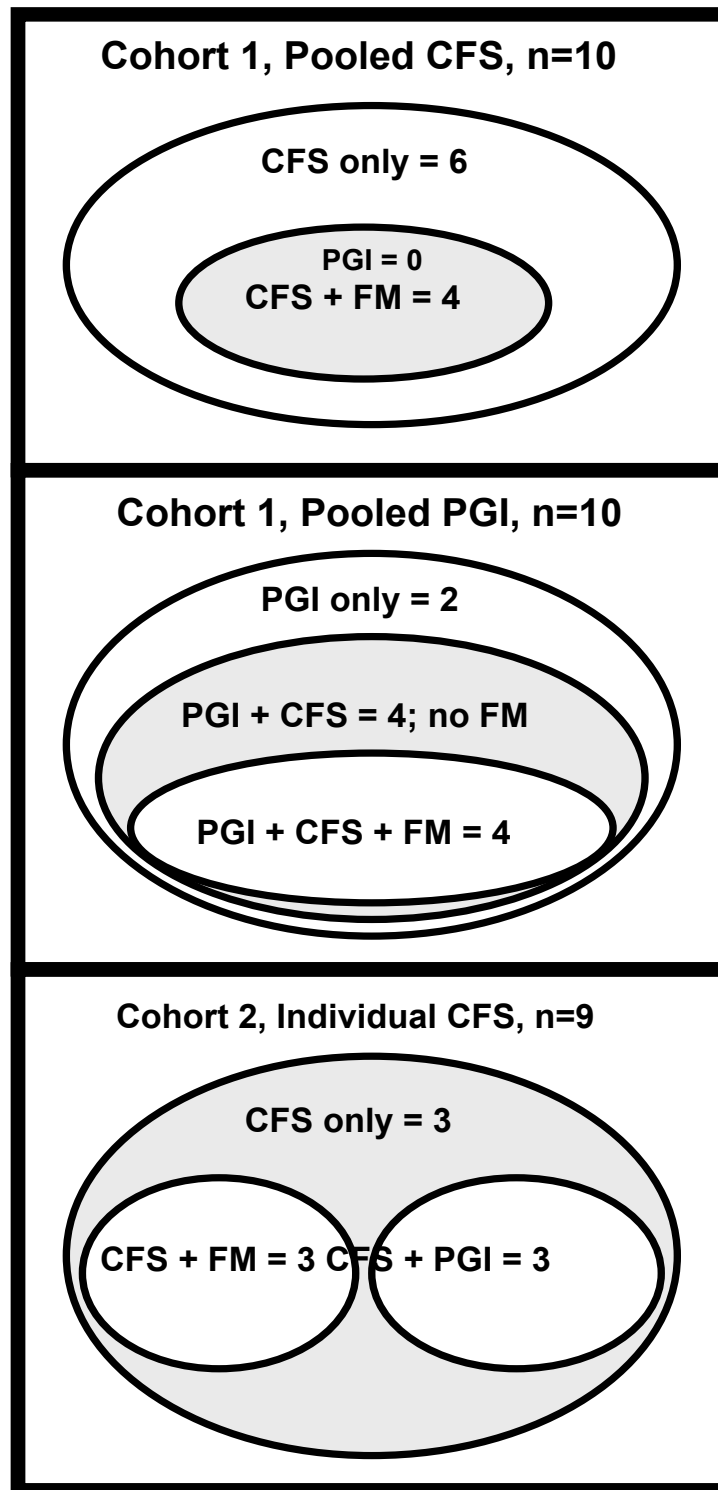 Cohort 1, Pooled CFS, n=10
CFS only = 6
PGI = 0
CFS + FM = 4
Cohort 1, Pooled PGI, n=10
PGI only = 2
PGI + CFS = 4; no FM
PGI + CFS + FM = 4
Cohort 2, Individual CFS, n=9
CFS only = 3
CFS + FM = 3 CFS + PGI = 3